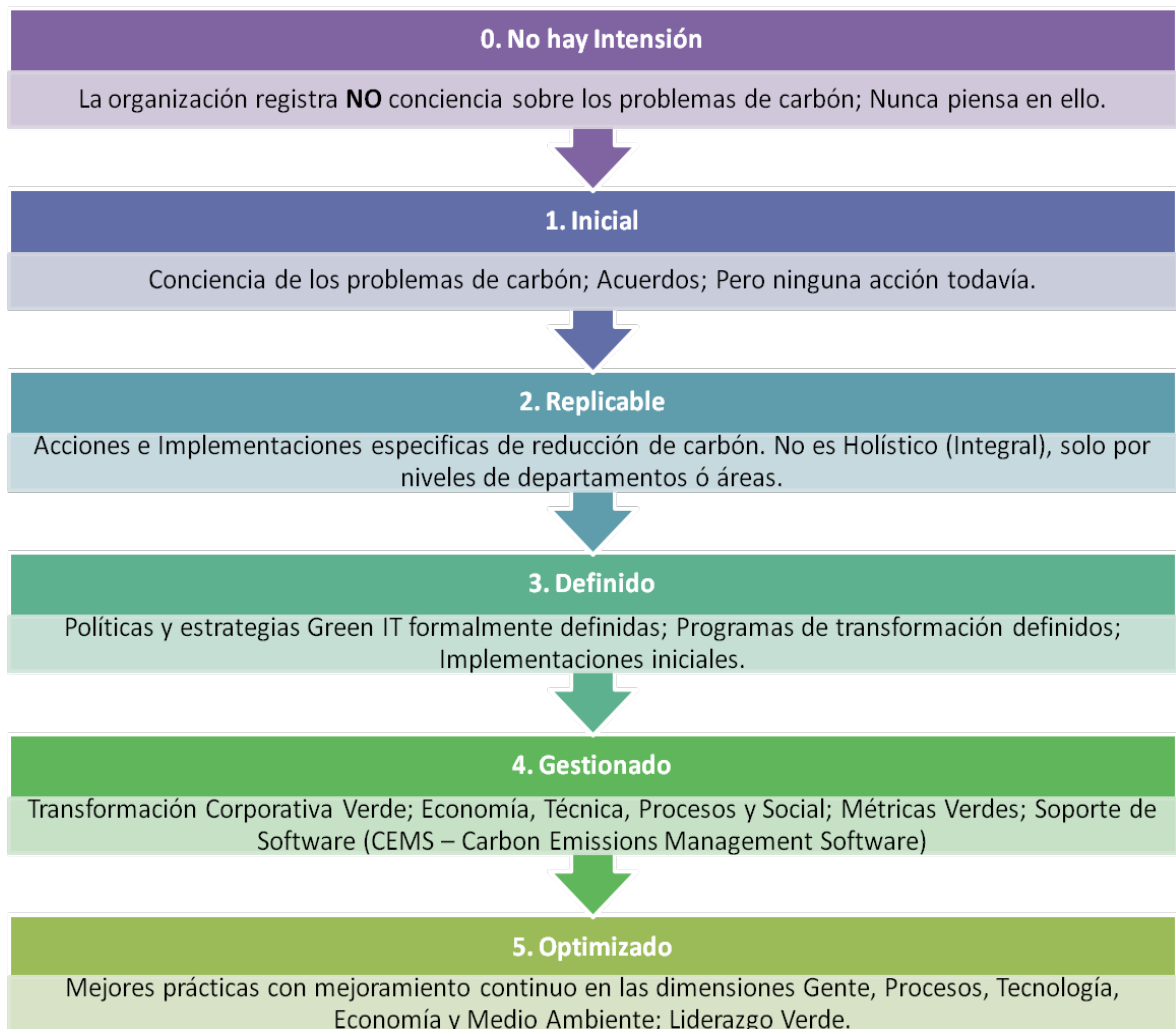 0. No hay Intensión
La organización registra NO conciencia sobre los problemas de carbón; Nunca piensa en ello.
1. Inicial
Conciencia de los problemas de carbón; Acuerdos; Pero ninguna acción todavía.
2. Replicable
Acciones e Implementaciones especificas de reducción de carbón. No es Holístico (Integral), solo por
niveles de departamentos ó áreas.
3. Definido
Políticas y estrategias Green IT formalmente definidas; Programas de transformación definidos;
Implementaciones iniciales.
4. Gestionado
Transformación Corporativa Verde; Economía, Técnica, Procesos y Social; Métricas Verdes; Soporte de
Software (CEMS – Carbon Emissions Management Software)
5. Optimizado
Mejores prácticas con mejoramiento continuo en las dimensiones Gente, Procesos, Tecnología,
Economía y Medio Ambiente; Liderazgo Verde.